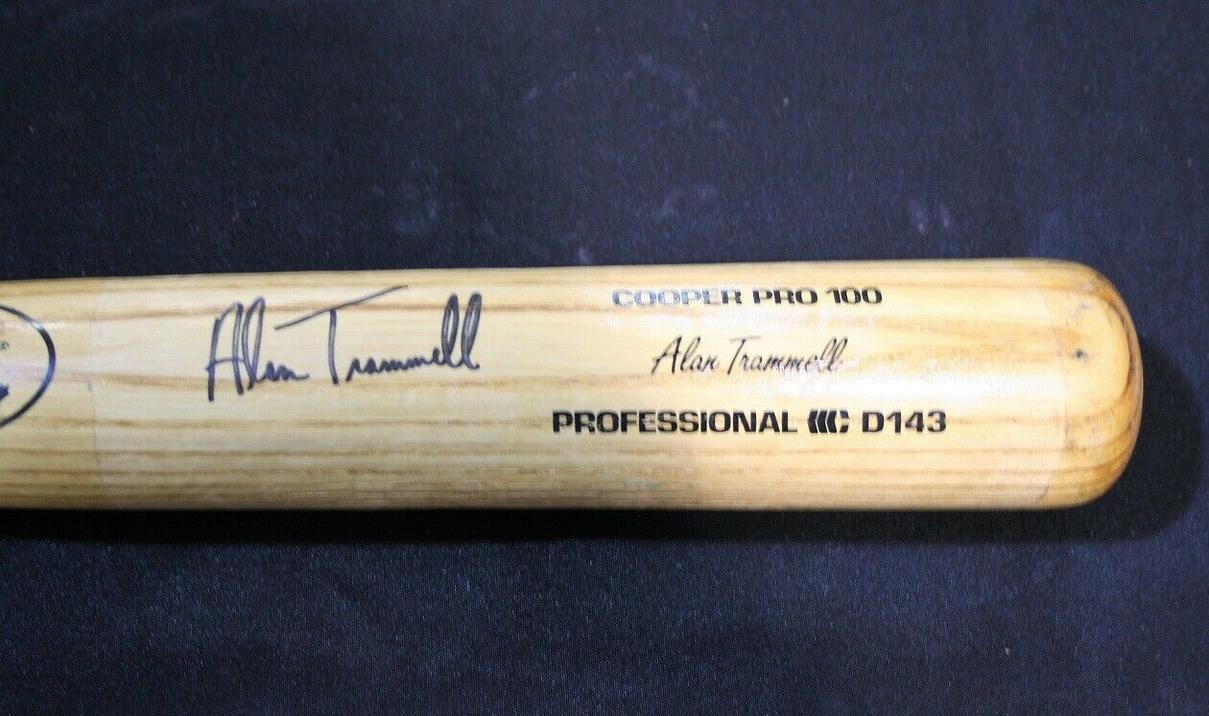 Alan Trammell
COOPER PRO 100
Alan Trammell
PROFESSIONAL C D143
®